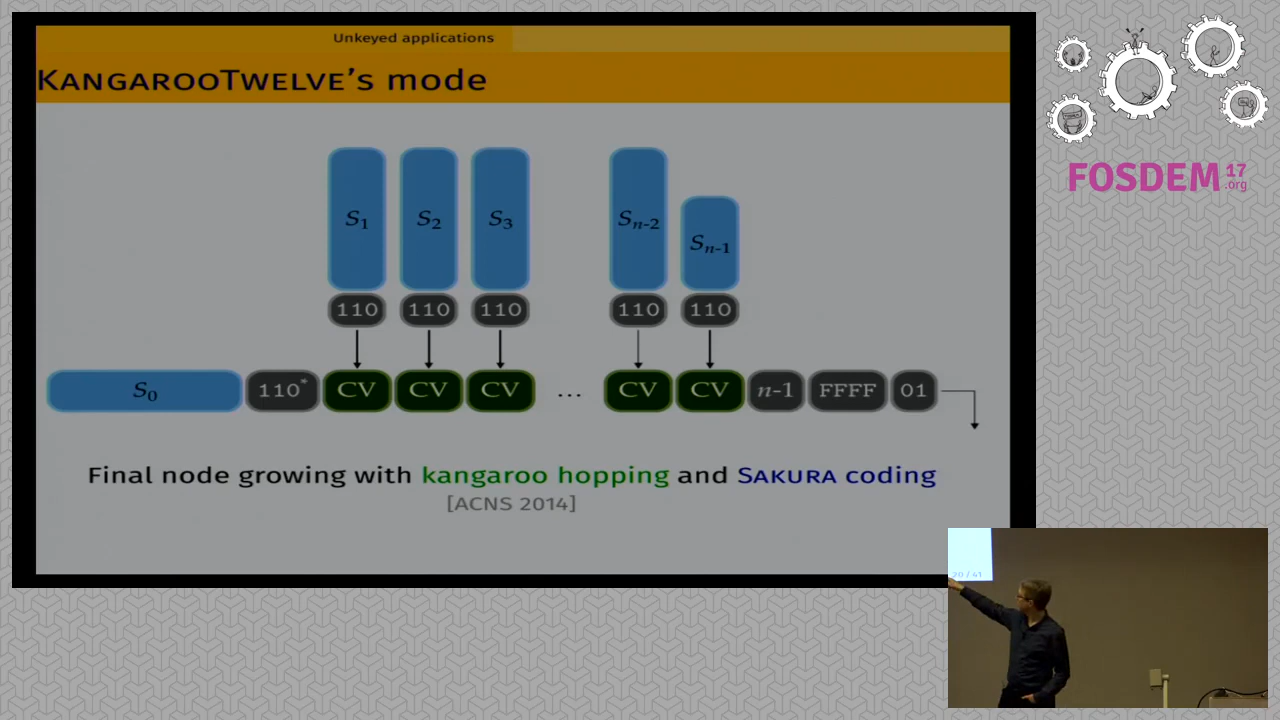 Unkeyed applications
KANGAROOTWELVE's mode
S1 S2 S3 Sn-2 Sn-1
110 110 110 110 110
S0 110* CV CV CV ... CV CV n-1 FFFF 01
Final node growing with kangaroo hopping and SAKURA coding
[ACNS 2014]
FOSDEM 17
.org
20 / 41